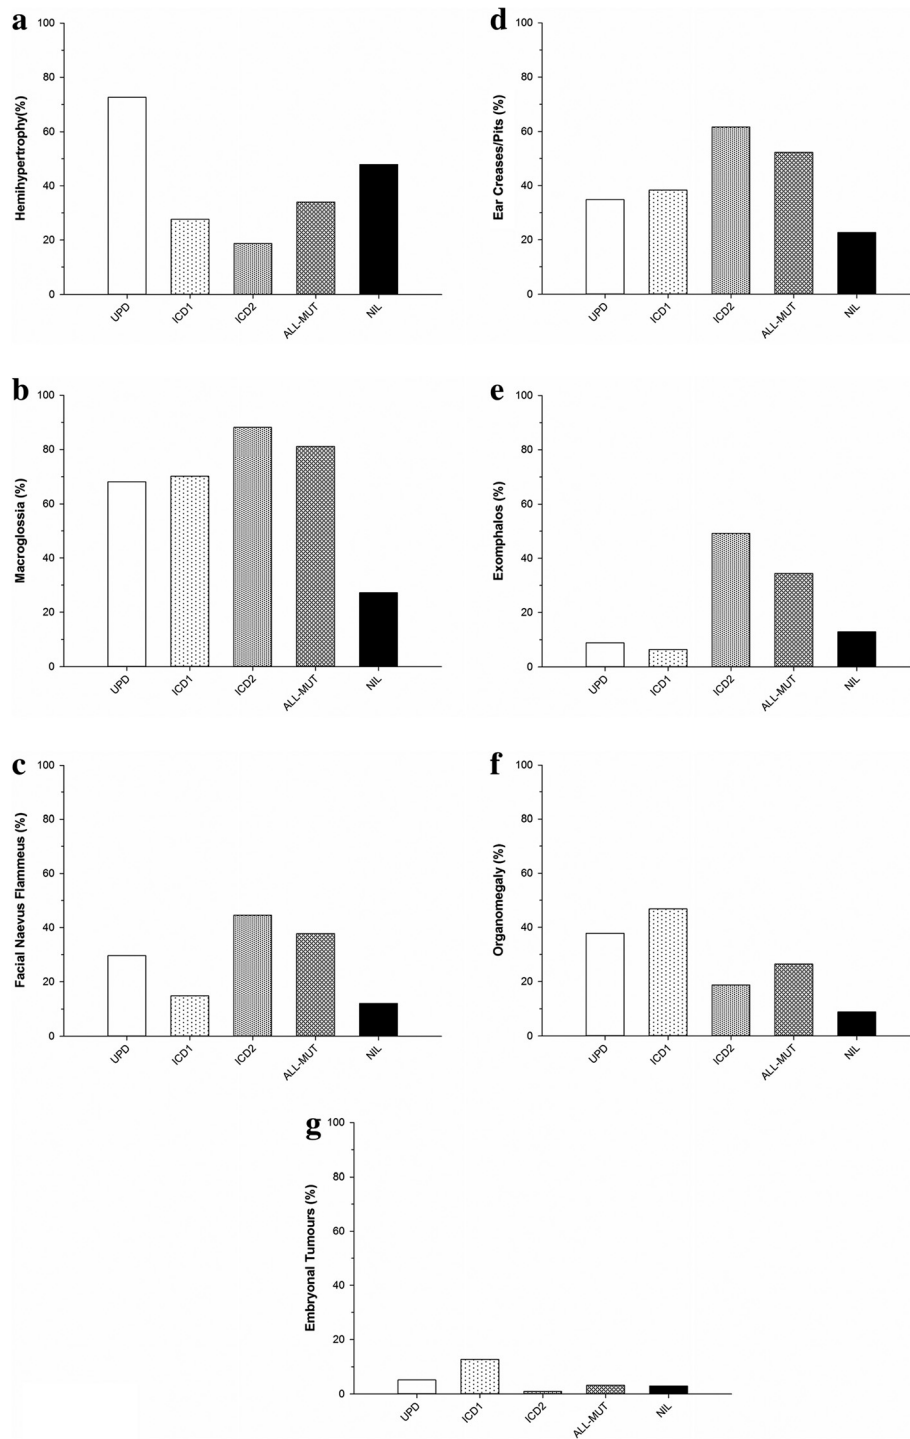 a
100
80
60
40
20
0
Hemihypertrophy(%)
UPD
ICD1
ICD2
ALL-MUT
NIL
b
100
80
60
40
20
0
Macroglossia (%)
UPD
ICD1
ICD2
ALL-MUT
NIL
c
100
80
60
40
20
0
Facial Naevus Flammeus (%)
UPD
ICD1
ICD2
ALL-MUT
NIL
d
100
80
60
40
20
0
Ear Creases/Pits (%)
UPD
ICD1
ICD2
ALL-MUT
NIL
e
100
80
60
40
20
0
Exomphalos (%)
UPD
ICD1
ICD2
ALL-MUT
NIL
f
100
80
60
40
20
0
Organomegaly (%)
UPD
ICD1
ICD2
ALL-MUT
NIL
g
100
80
60
40
20
0
Embryonal Tumours (%)
UPD
ICD1
ICD2
ALL-MUT
NIL